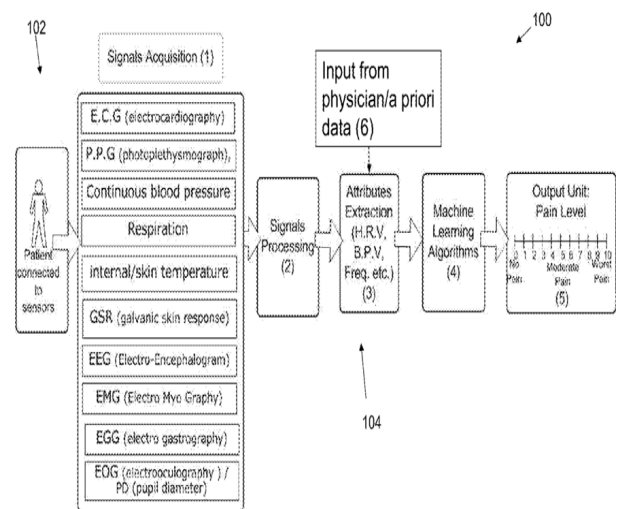 102
100
Signals Acquisition (1)
Input from
physician/a priori
data (6)
Patient
connected
to
sensors
E.C.G (electrocardiography)
P.P.G (photoplethysmograph),
Continuous blood pressure
Respiration
internal/skin temperature
GSR (galvanic skin response)
EEG (Electro-Encephalogram)
EMG (Electro Myo Graphy)
EGG (electro gastrography)
EOG (electrooculography ) /
PD (pupil diameter)
Signals
Processing
(2)
Attributes
Extraction
(H.R.V,
B.P.V,
Freq. etc.)
(3)
Machine
Learning
Algorithms
(4)
Output Unit:
Pain Level
0 1 2 3 4 5 6 7 8 9 10
No Pain
Moderate Pain
Worst Pain
(5)
104